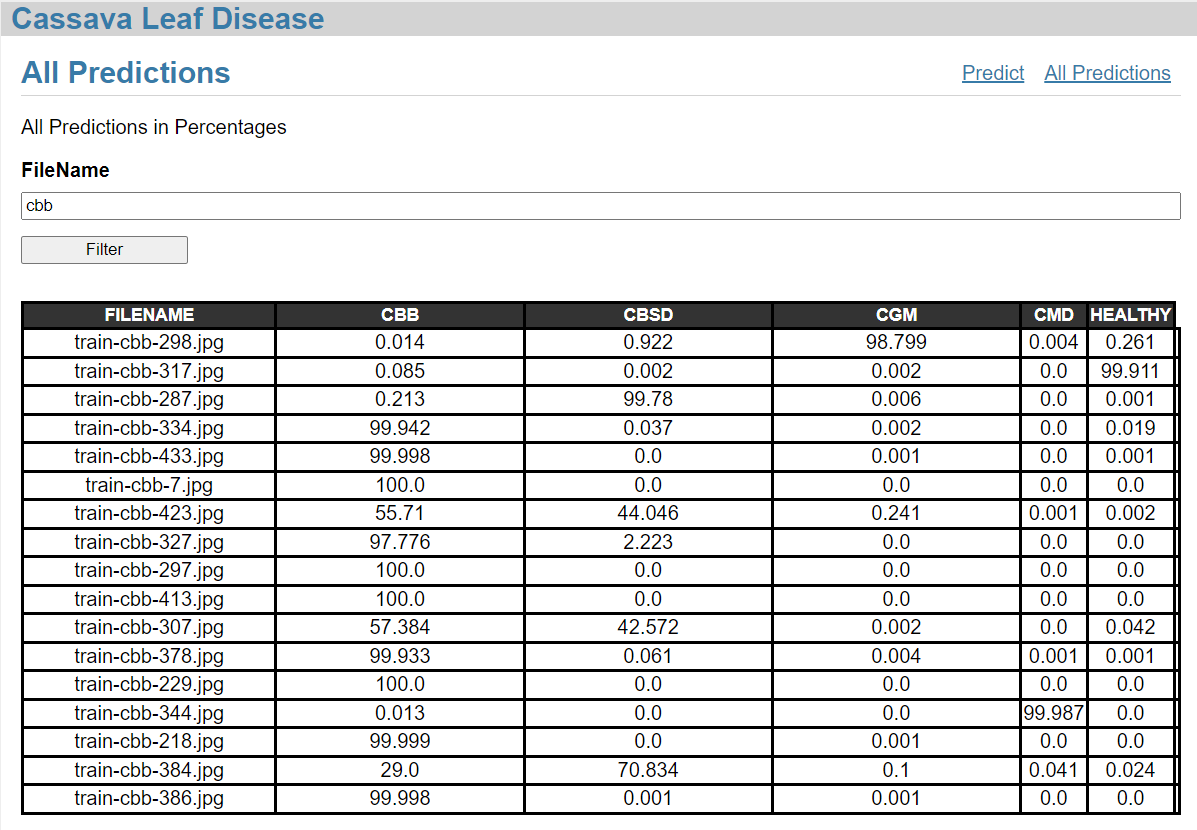 Cassava Leaf Disease
All Predictions Predict All Predictions
All Predictions in Percentages
FileName
cbb
Filter
FILENAME CBB CBSD CGM CMD HEALTHY
train-cbb-298.jpg 0.014 0.922 98.799 0.004 0.261
train-cbb-317.jpg 0.085 0.002 0.002 0.0 99.911
train-cbb-287.jpg 0.213 99.78 0.006 0.0 0.001
train-cbb-334.jpg 99.942 0.037 0.002 0.0 0.019
train-cbb-433.jpg 99.998 0.0 0.001 0.0 0.001
train-cbb-7.jpg 100.0 0.0 0.0 0.0 0.0
train-cbb-423.jpg 55.71 44.046 0.241 0.001 0.002
train-cbb-327.jpg 97.776 2.223 0.0 0.0 0.0
train-cbb-297.jpg 100.0 0.0 0.0 0.0 0.0
train-cbb-413.jpg 100.0 0.0 0.0 0.0 0.0
train-cbb-307.jpg 57.384 42.572 0.002 0.0 0.042
train-cbb-378.jpg 99.933 0.061 0.004 0.001 0.001
train-cbb-229.jpg 100.0 0.0 0.0 0.0 0.0
train-cbb-344.jpg 0.013 0.0 0.0 99.987 0.0
train-cbb-218.jpg 99.999 0.0 0.001 0.0 0.0
train-cbb-384.jpg 29.0 70.834 0.1 0.041 0.024
train-cbb-386.jpg 99.998 0.001 0.001 0.0 0.0